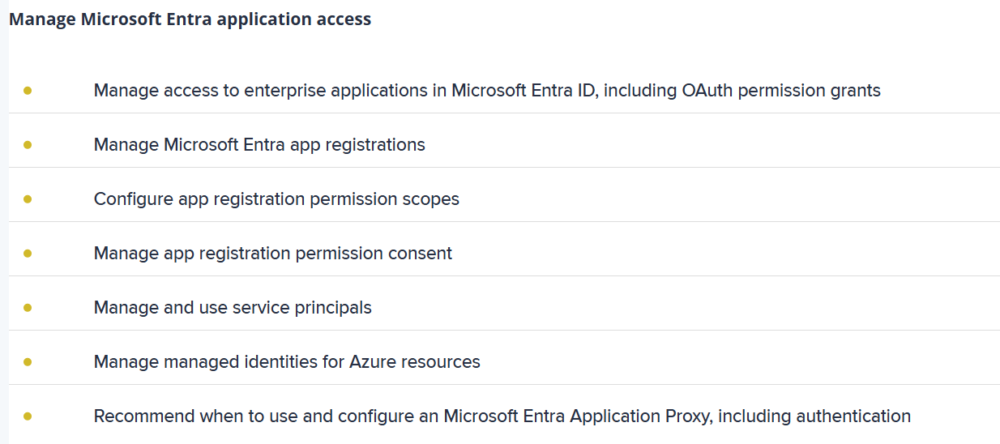 Manage Microsoft Entra application access
Manage access to enterprise applications in Microsoft Entra ID, including OAuth permission grants
Manage Microsoft Entra app registrations
Configure app registration permission scopes
Manage app registration permission consent
Manage and use service principals
Manage managed identities for Azure resources
Recommend when to use and configure an Microsoft Entra Application Proxy, including authentication